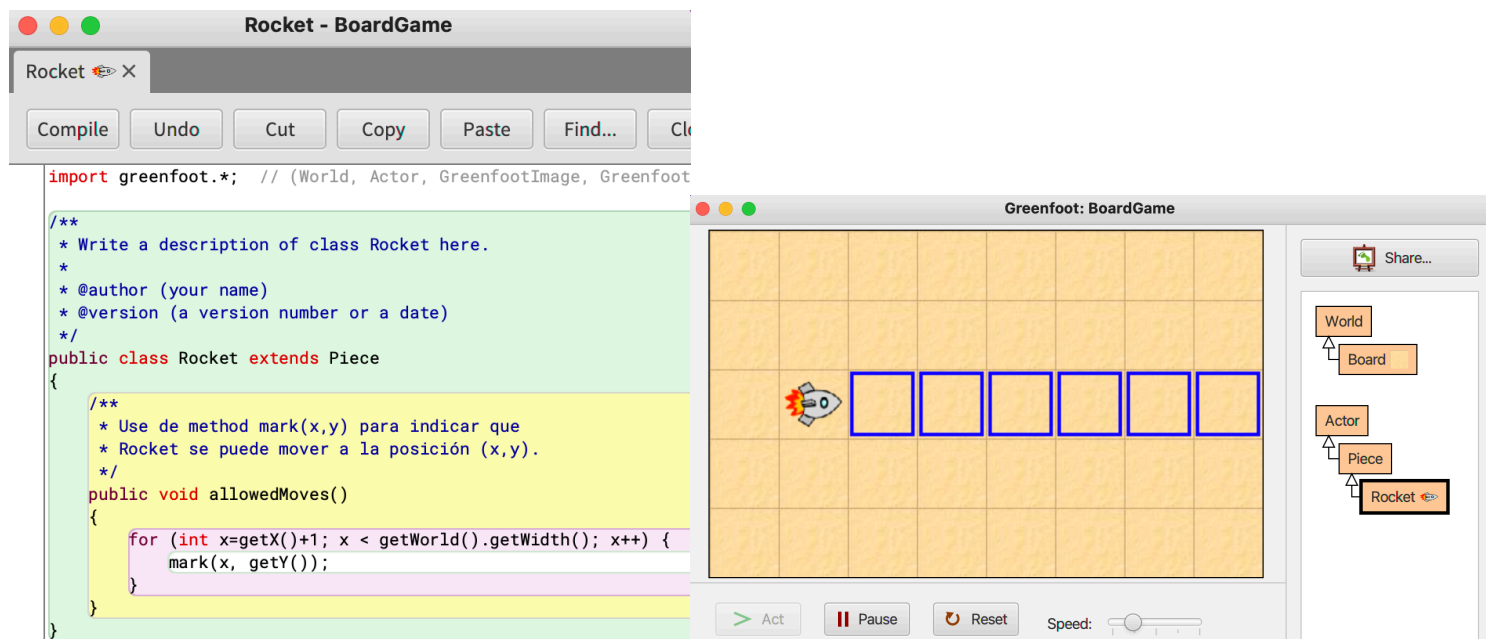 Rocket - BoardGame
Rocket
Compile Undo Cut Copy Paste Find...
import greenfoot.*;  // (World, Actor, GreenfootImage, Greenfoot
/**
 * Write a description of class Rocket here.
 *
 * @author (your name)
 * @version (a version number or a date)
 */
public class Rocket extends Piece
{
    /**
     * Use de method mark(x,y) para indicar que
     * Rocket se puede mover a la posición (x,y).
     */
    public void allowedMoves()
    {
        for (int x=getX()+1; x < getWorld().getWidth(); x++) {
            mark(x, getY());
        }
    }
}
Greenfoot: BoardGame
Share...
World
Board
Actor
Piece
Rocket
Act Pause Reset Speed: